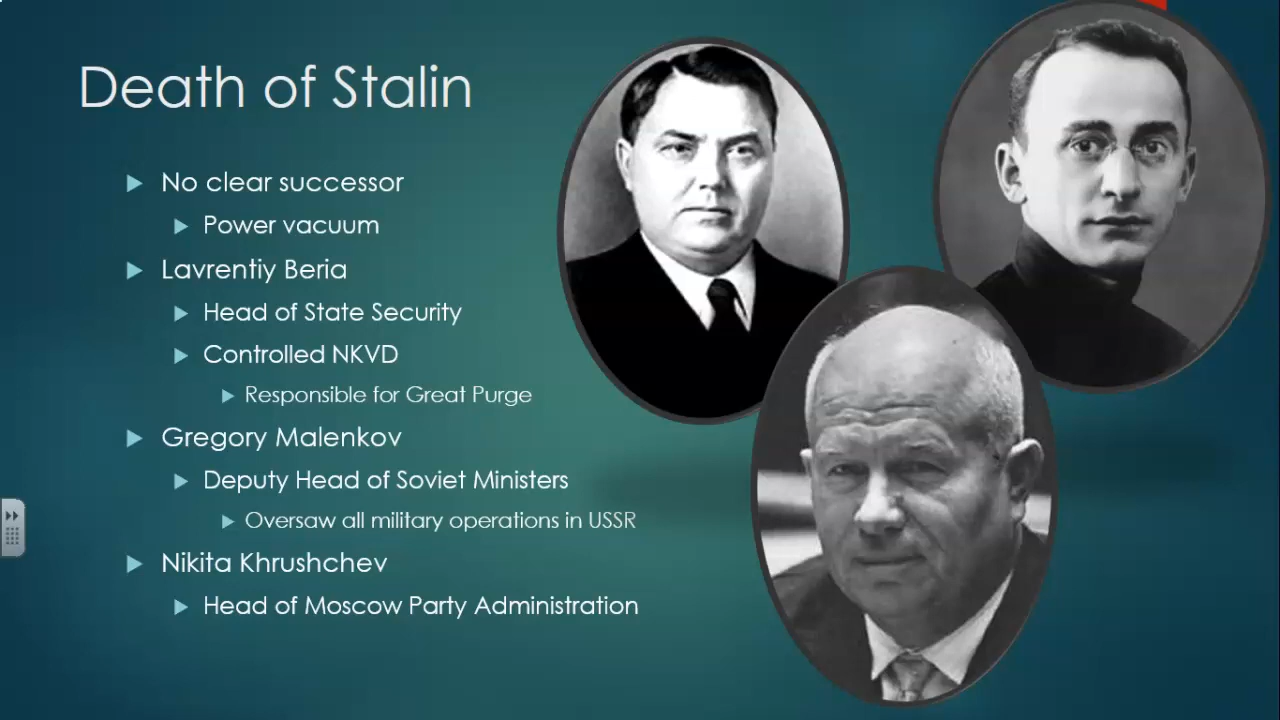 Death of Stalin
No clear successor
Power vacuum
Lavrentiy Beria
Head of State Security
Controlled NKVD
Responsible for Great Purge
Gregory Malenkov
Deputy Head of Soviet Ministers
Oversaw all military operations in USSR
Nikita Khrushchev
Head of Moscow Party Administration